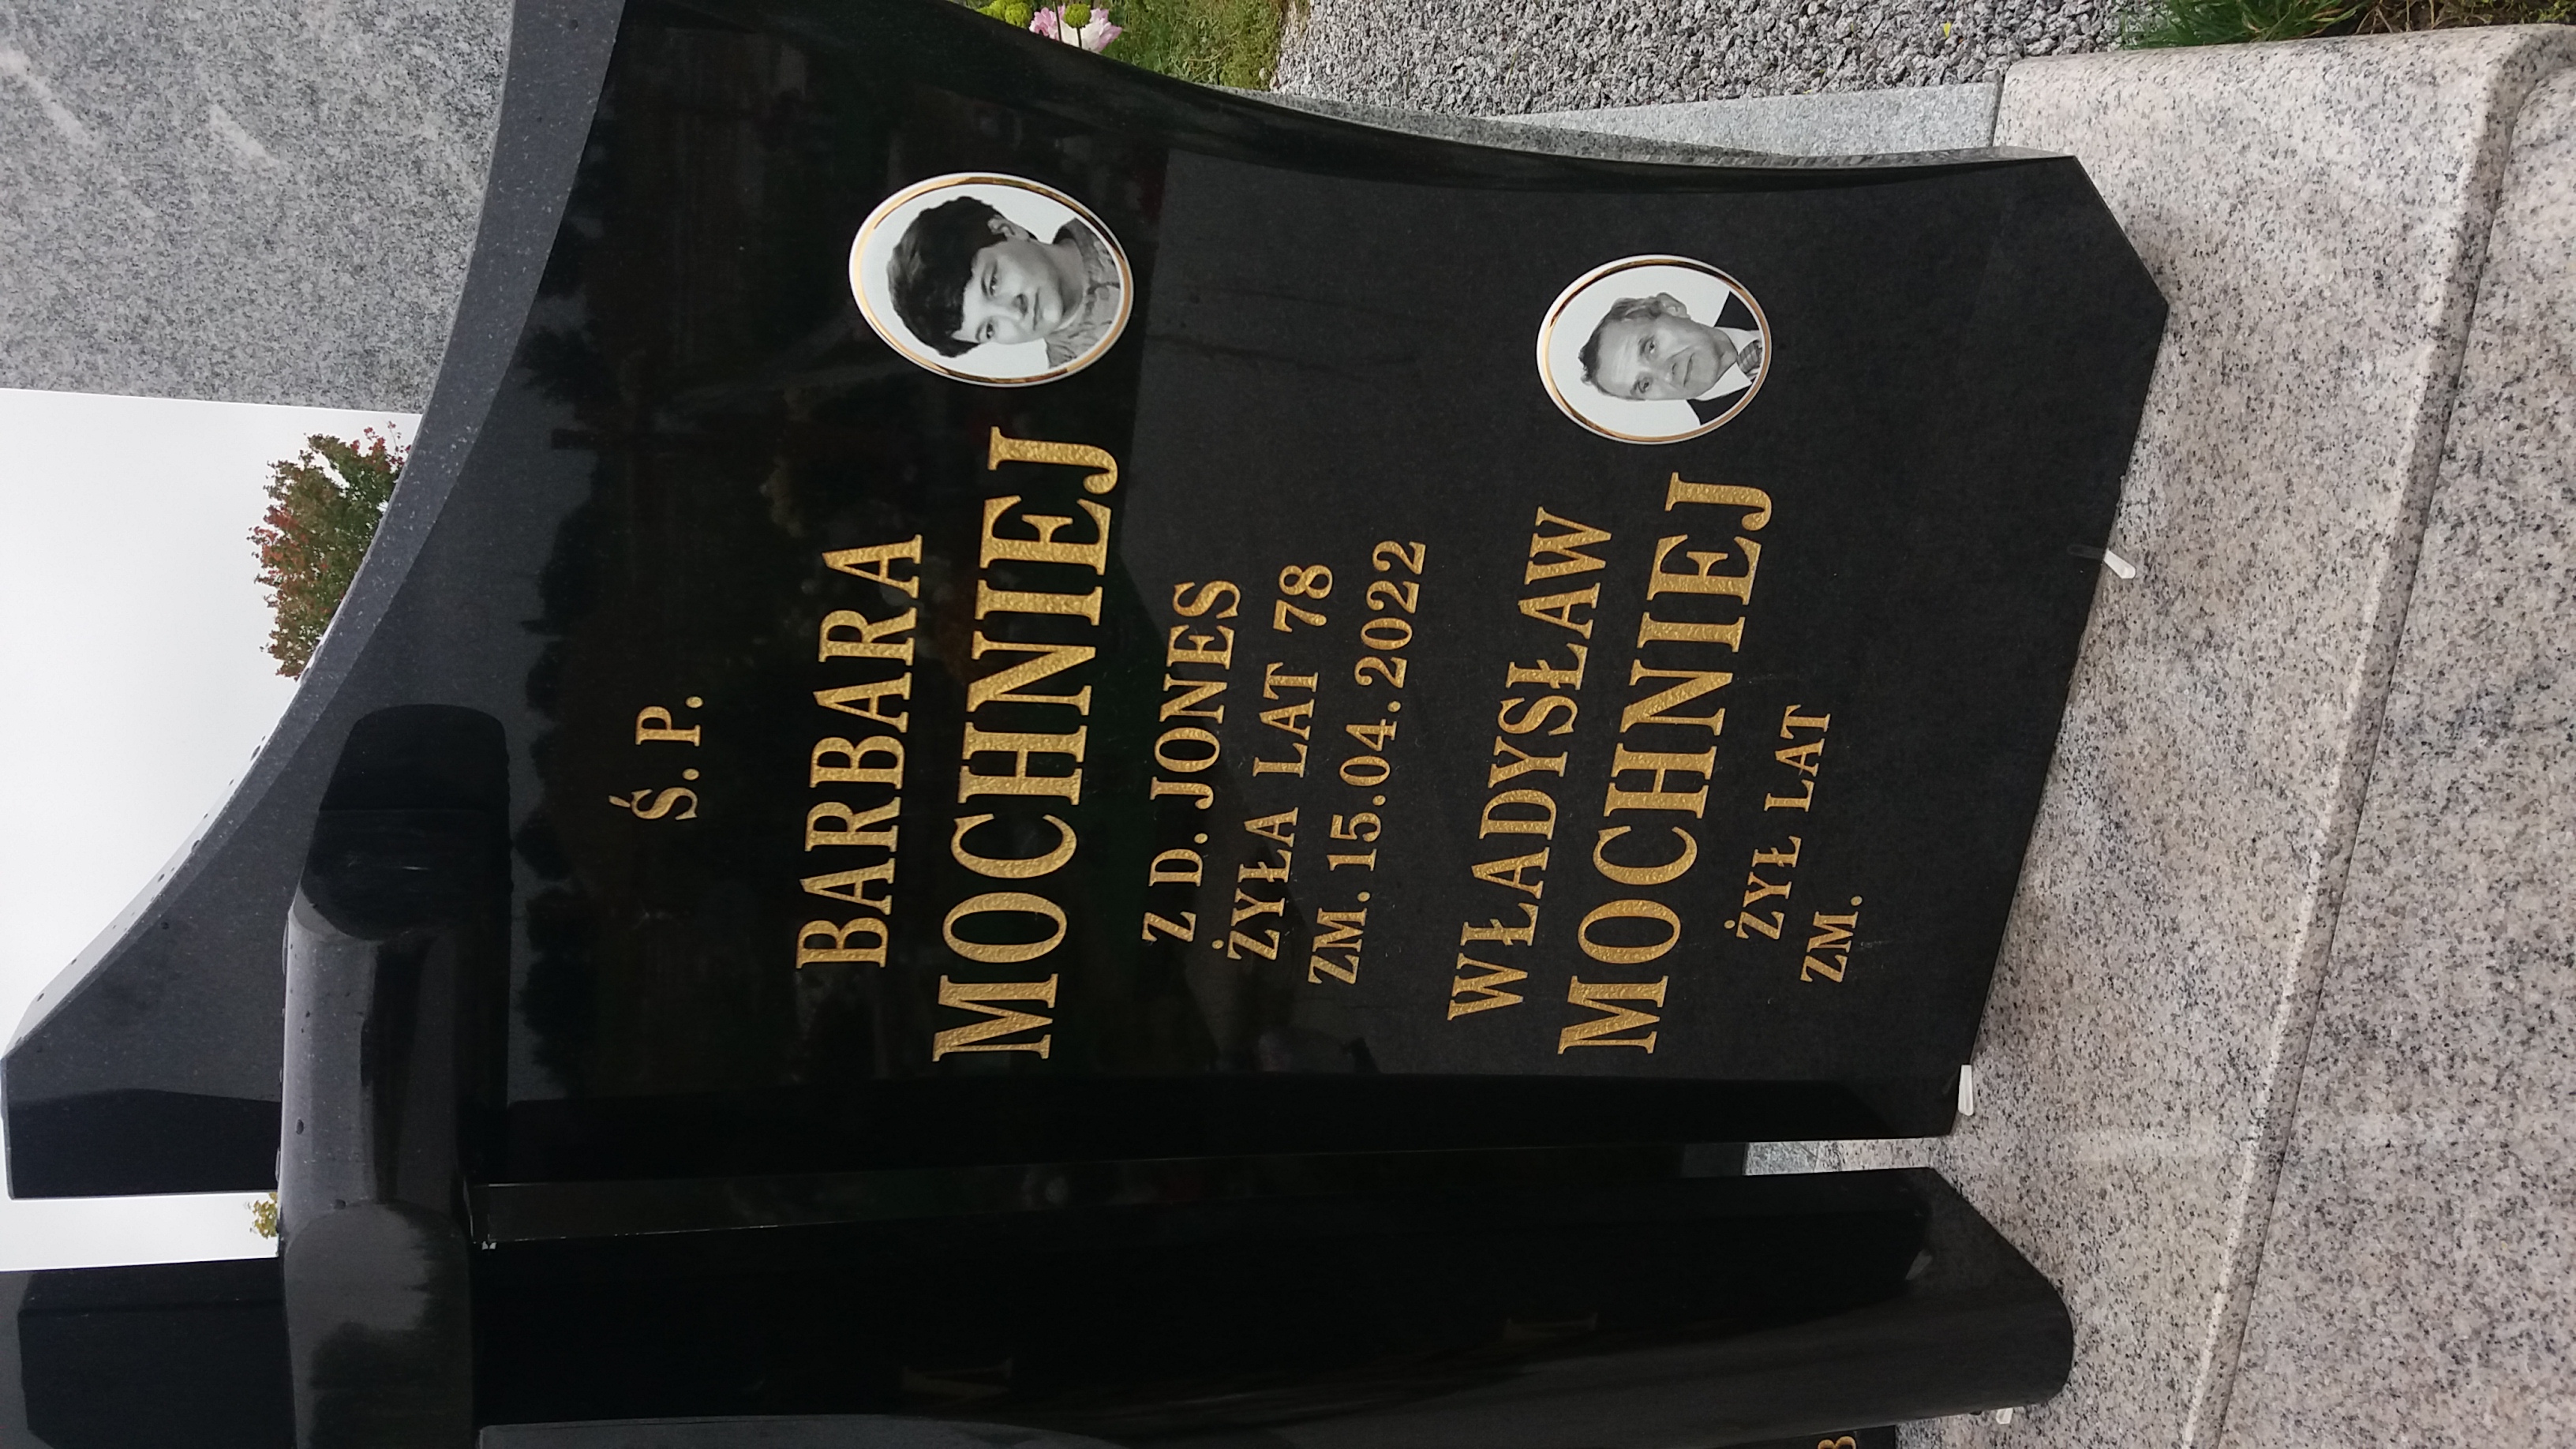 Ś. P.
BARBARA
MOCHNIEJ
Z D. JONES
ŻYŁA LAT 78
ZM. 15.04.2022
WŁADYSŁAW
MOCHNIEJ
ŻYŁ LAT
ZM.